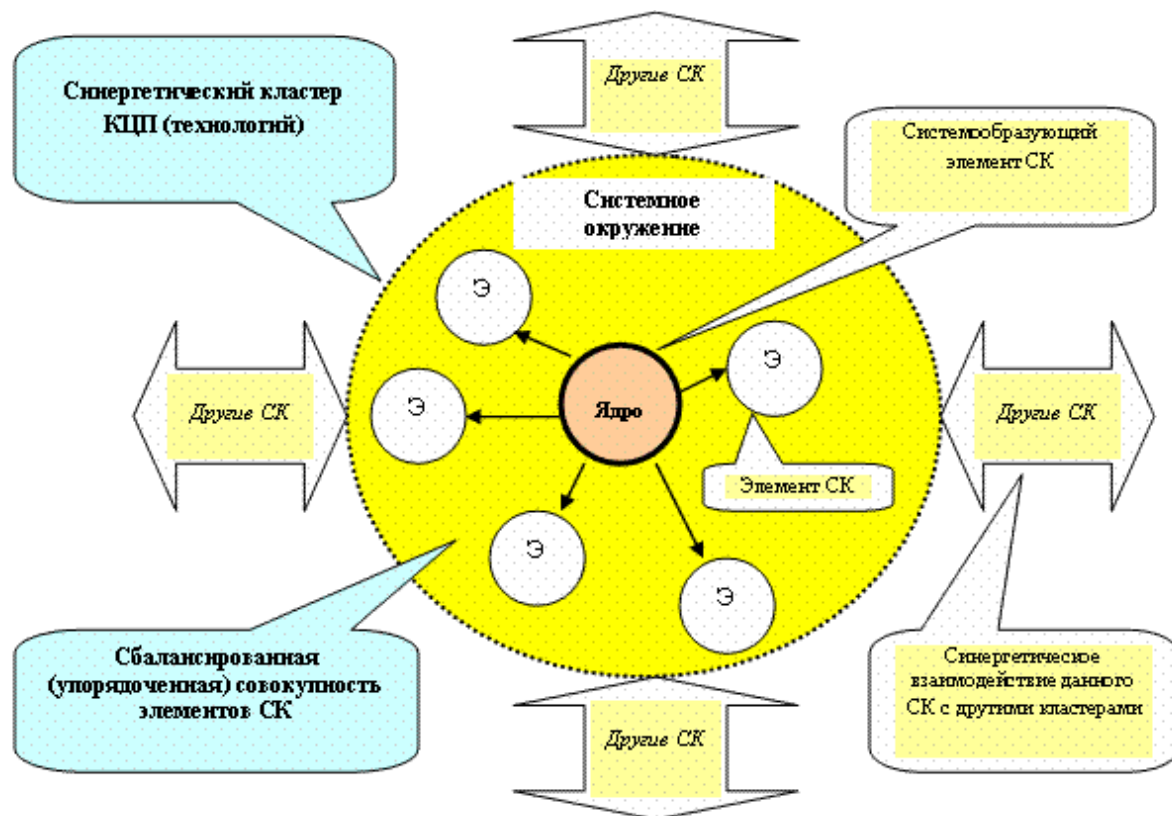 Другие СК
Синергетический кластер
КЦП (технологий)
Системообразующий
элемент СК
Системное
окружение
Э
Э
Другие СК
Э
Ядро
Другие СК
Элемент СК
Э
Э
Сбалансированная
(упорядоченная) совокупность
элементов СК
Синергетическое
взаимодействие данного
СК с другими кластерами
Другие СК